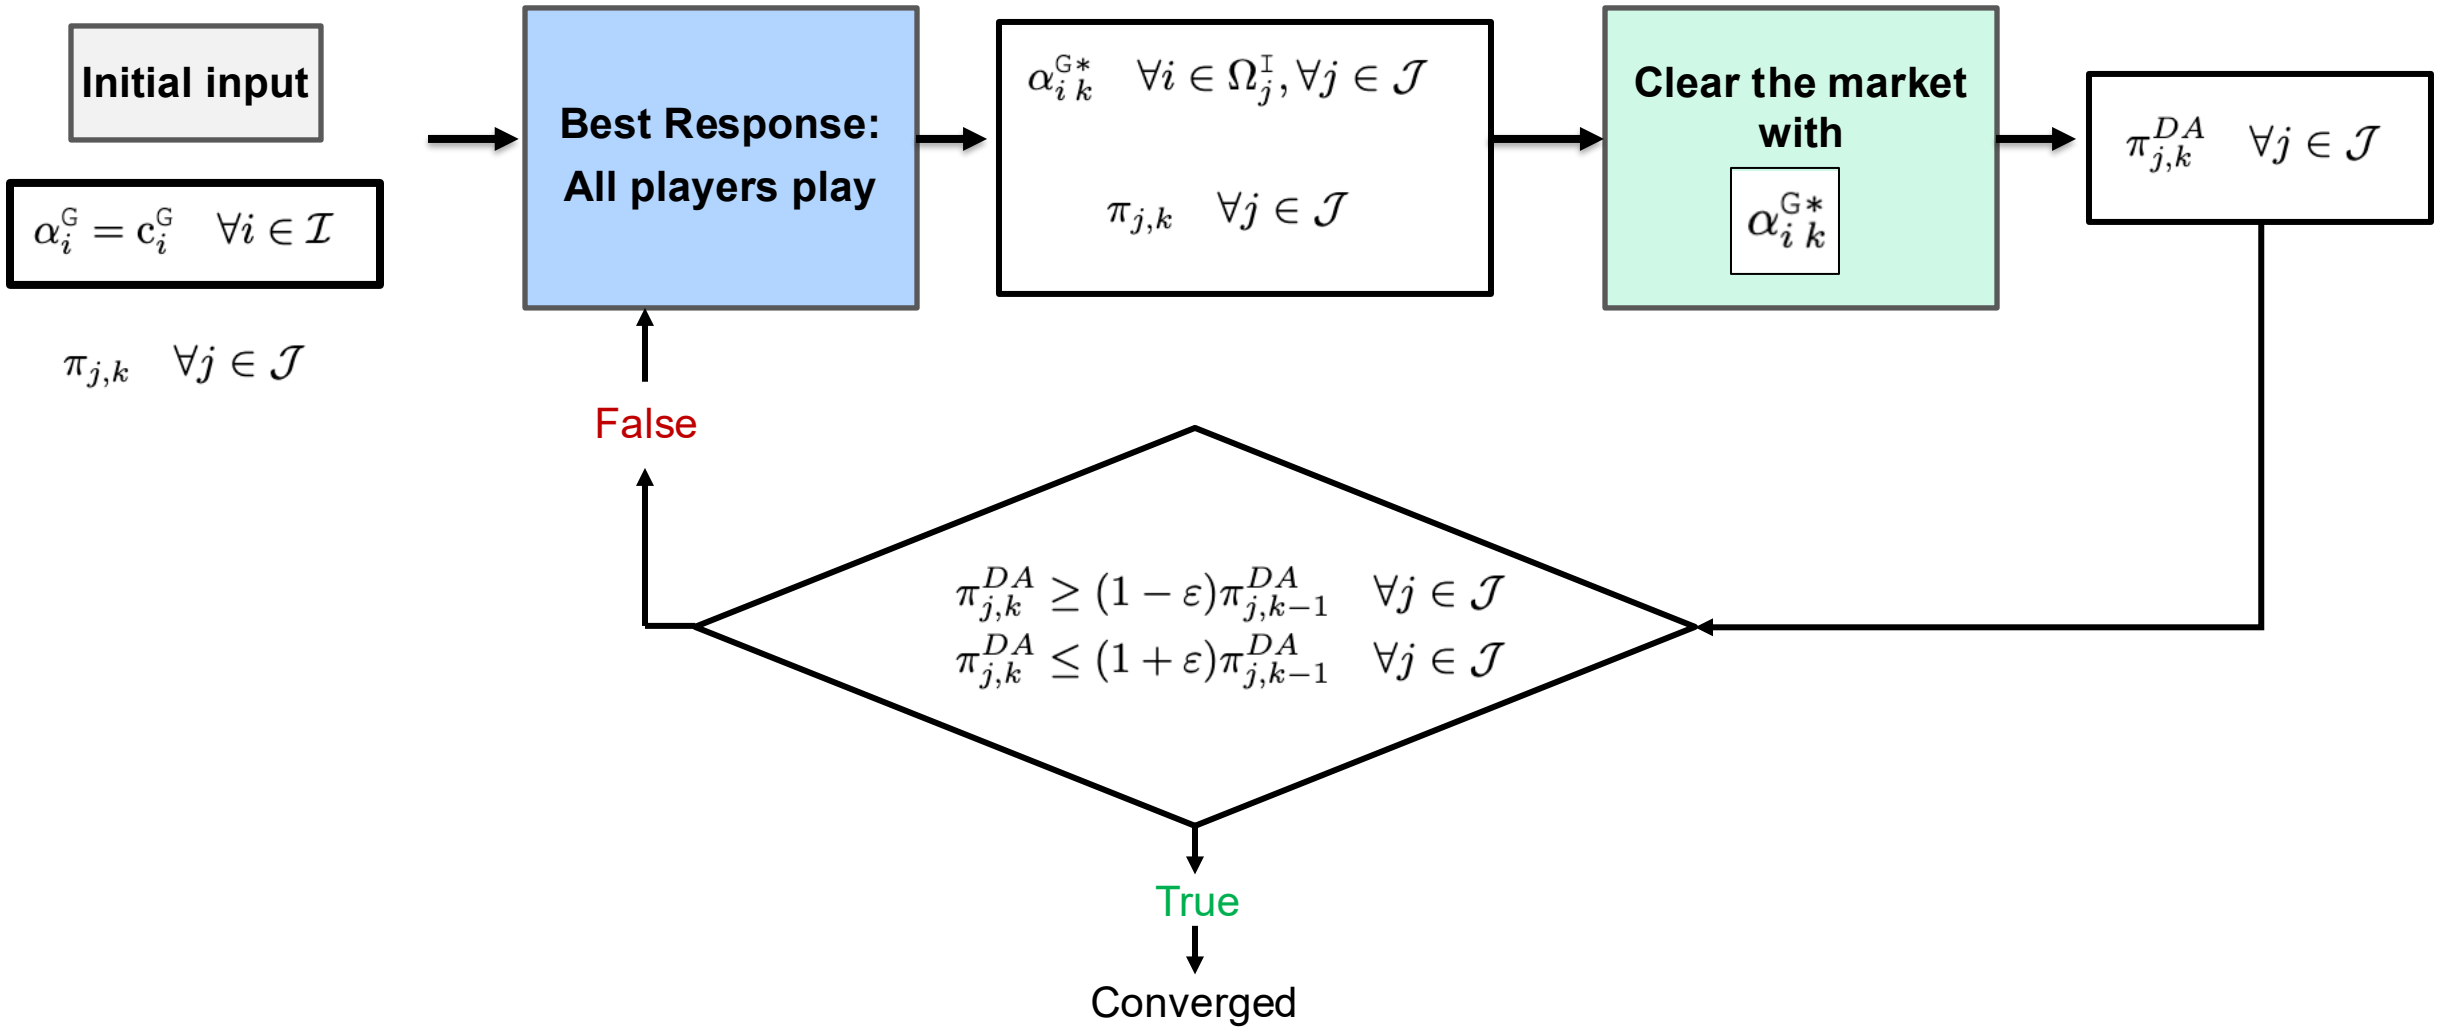 Initial input
α_i^G = c_i^G ∀i ∈ 𝓘
π_{j,k} ∀j ∈ 𝒥
Best Response:
All players play
α_{i k}^{G*} ∀i ∈ Ω_j^I, ∀j ∈ 𝒥
π_{j,k} ∀j ∈ 𝒥
Clear the market
with
α_{i k}^{G*}
π_{j,k}^{DA} ∀j ∈ 𝒥
False
π_{j,k}^{DA} ≥ (1 − ε)π_{j,k−1}^{DA} ∀j ∈ 𝒥
π_{j,k}^{DA} ≤ (1 + ε)π_{j,k−1}^{DA} ∀j ∈ 𝒥
True
Converged